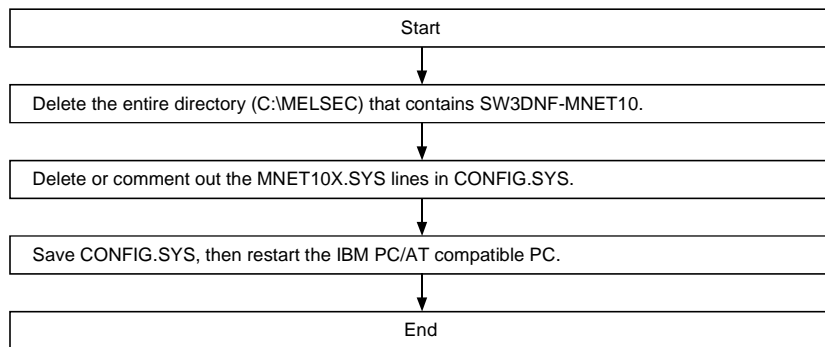 Start
Delete the entire directory (C:\MELSEC) that contains SW3DNF-MNET10.
Delete or comment out the MNET10X.SYS lines in CONFIG.SYS.
Save CONFIG.SYS, then restart the IBM PC/AT compatible PC.
End